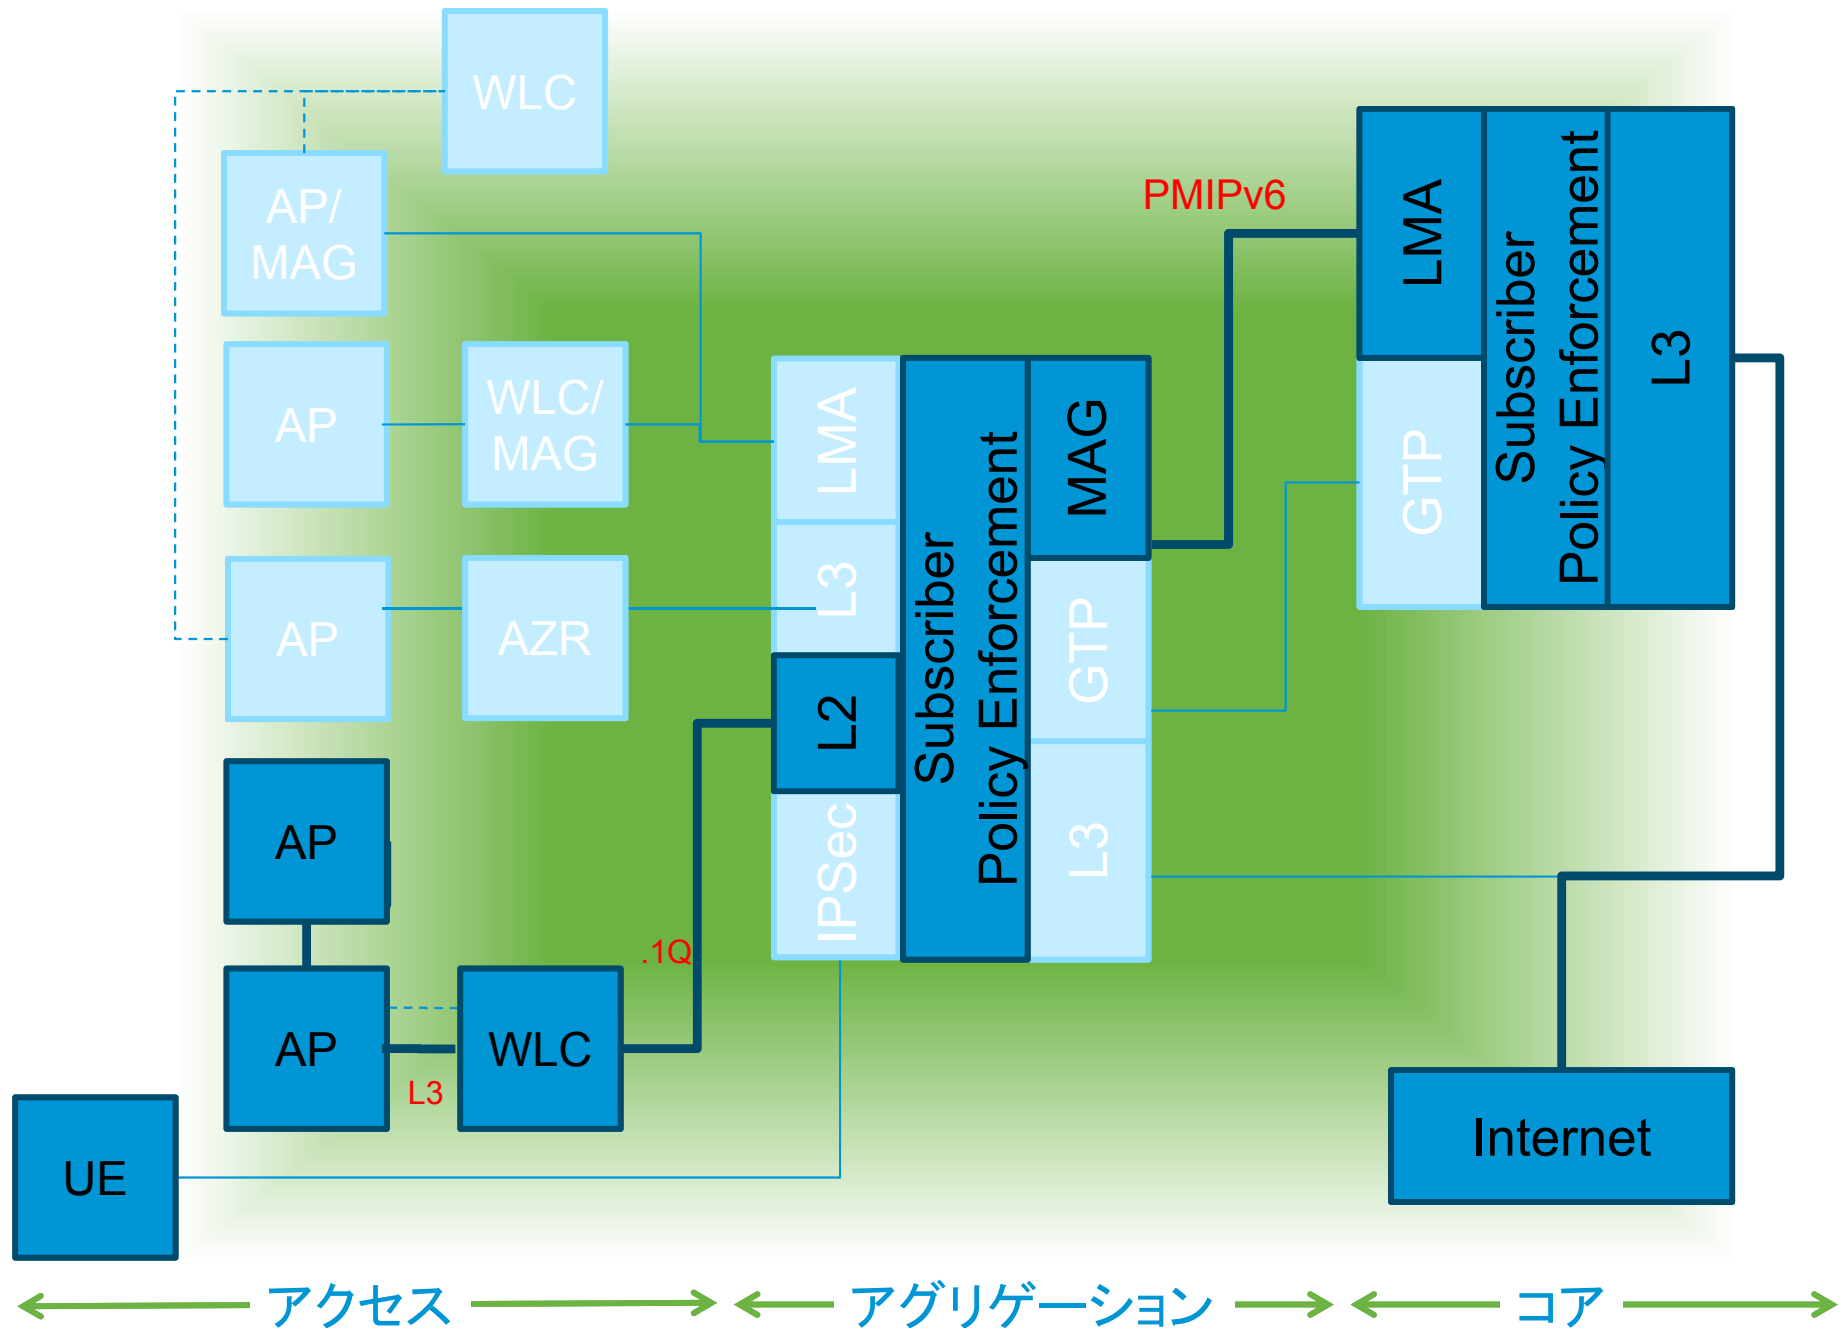 WLC
AP/
MAG
PMIPv6
LMA
Subscriber
Policy Enforcement
L3
GTP
AP
WLC/
MAG
LMA
Subscriber
Policy Enforcement
MAG
L3
GTP
AP
AZR
L2
L3
IPSec
AP
.1Q
AP
WLC
L3
UE
Internet
アクセス
アグリゲーション
コア